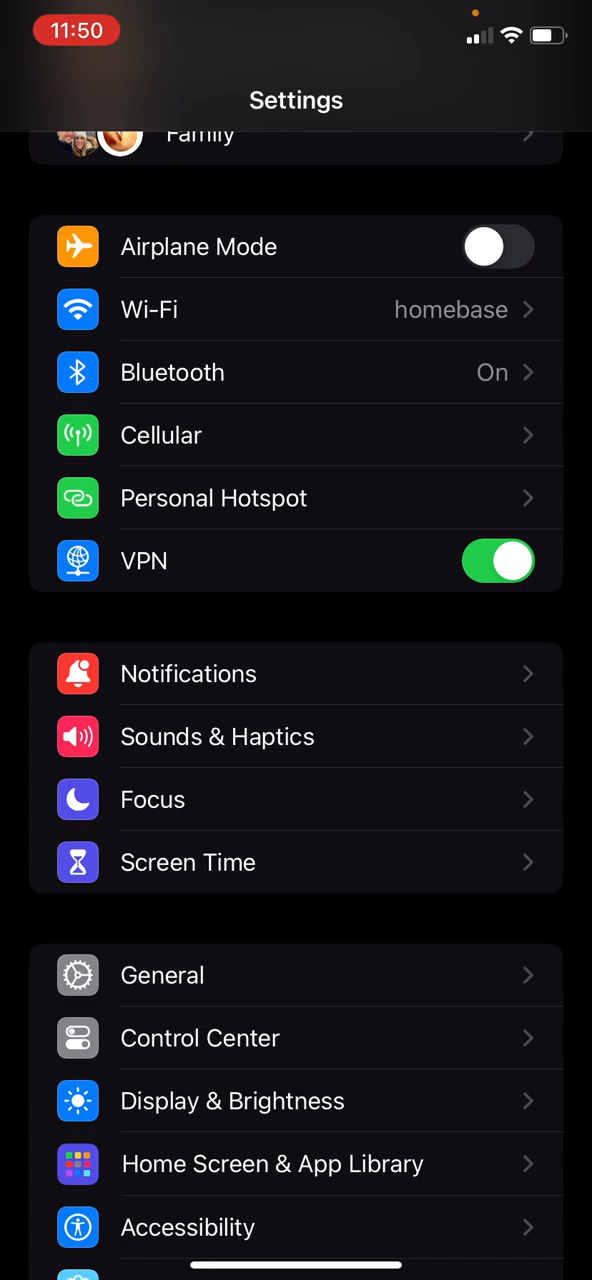 11:50
Settings
Family
Airplane Mode
Wi-Fi homebase
Bluetooth On
Cellular
Personal Hotspot
VPN
Notifications
Sounds & Haptics
Focus
Screen Time
General
Control Center
Display & Brightness
Home Screen & App Library
Accessibility